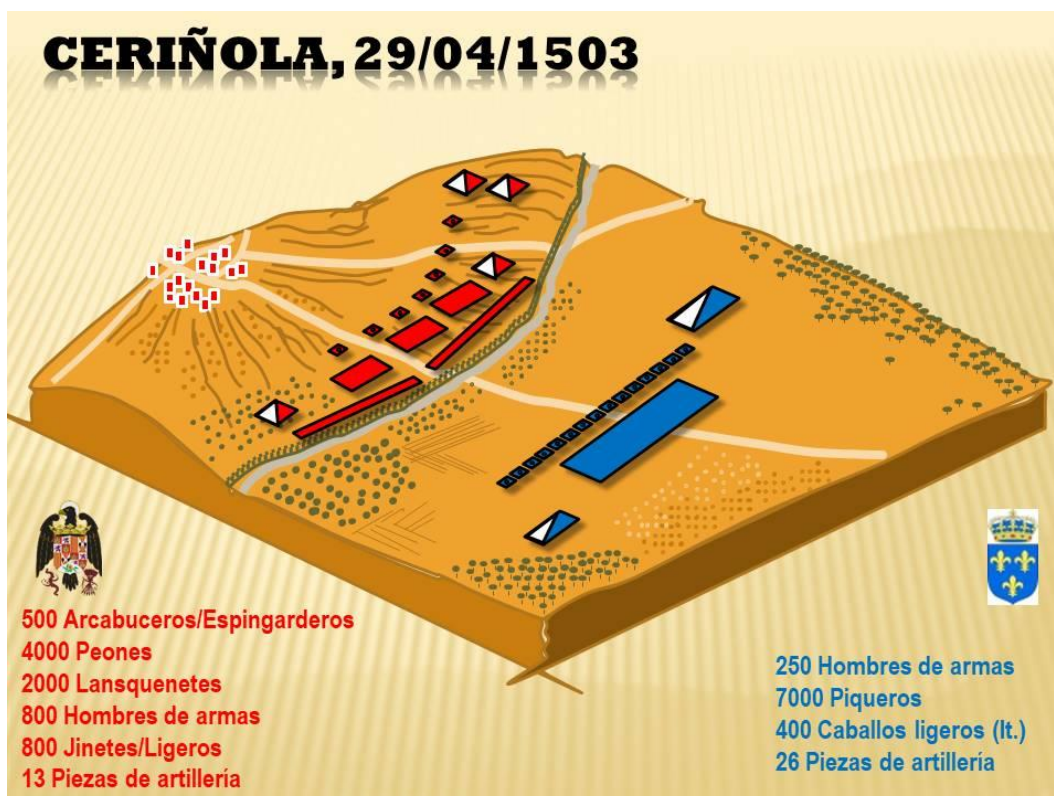 CERIÑOLA, 29/04/1503
500 Arcabuceros/Espingarderos
4000 Peones
2000 Lansquenetes
800 Hombres de armas
800 Jinetes/Ligeros
13 Piezas de artillería
250 Hombres de armas
7000 Piqueros
400 Caballos ligeros (It.)
26 Piezas de artillería